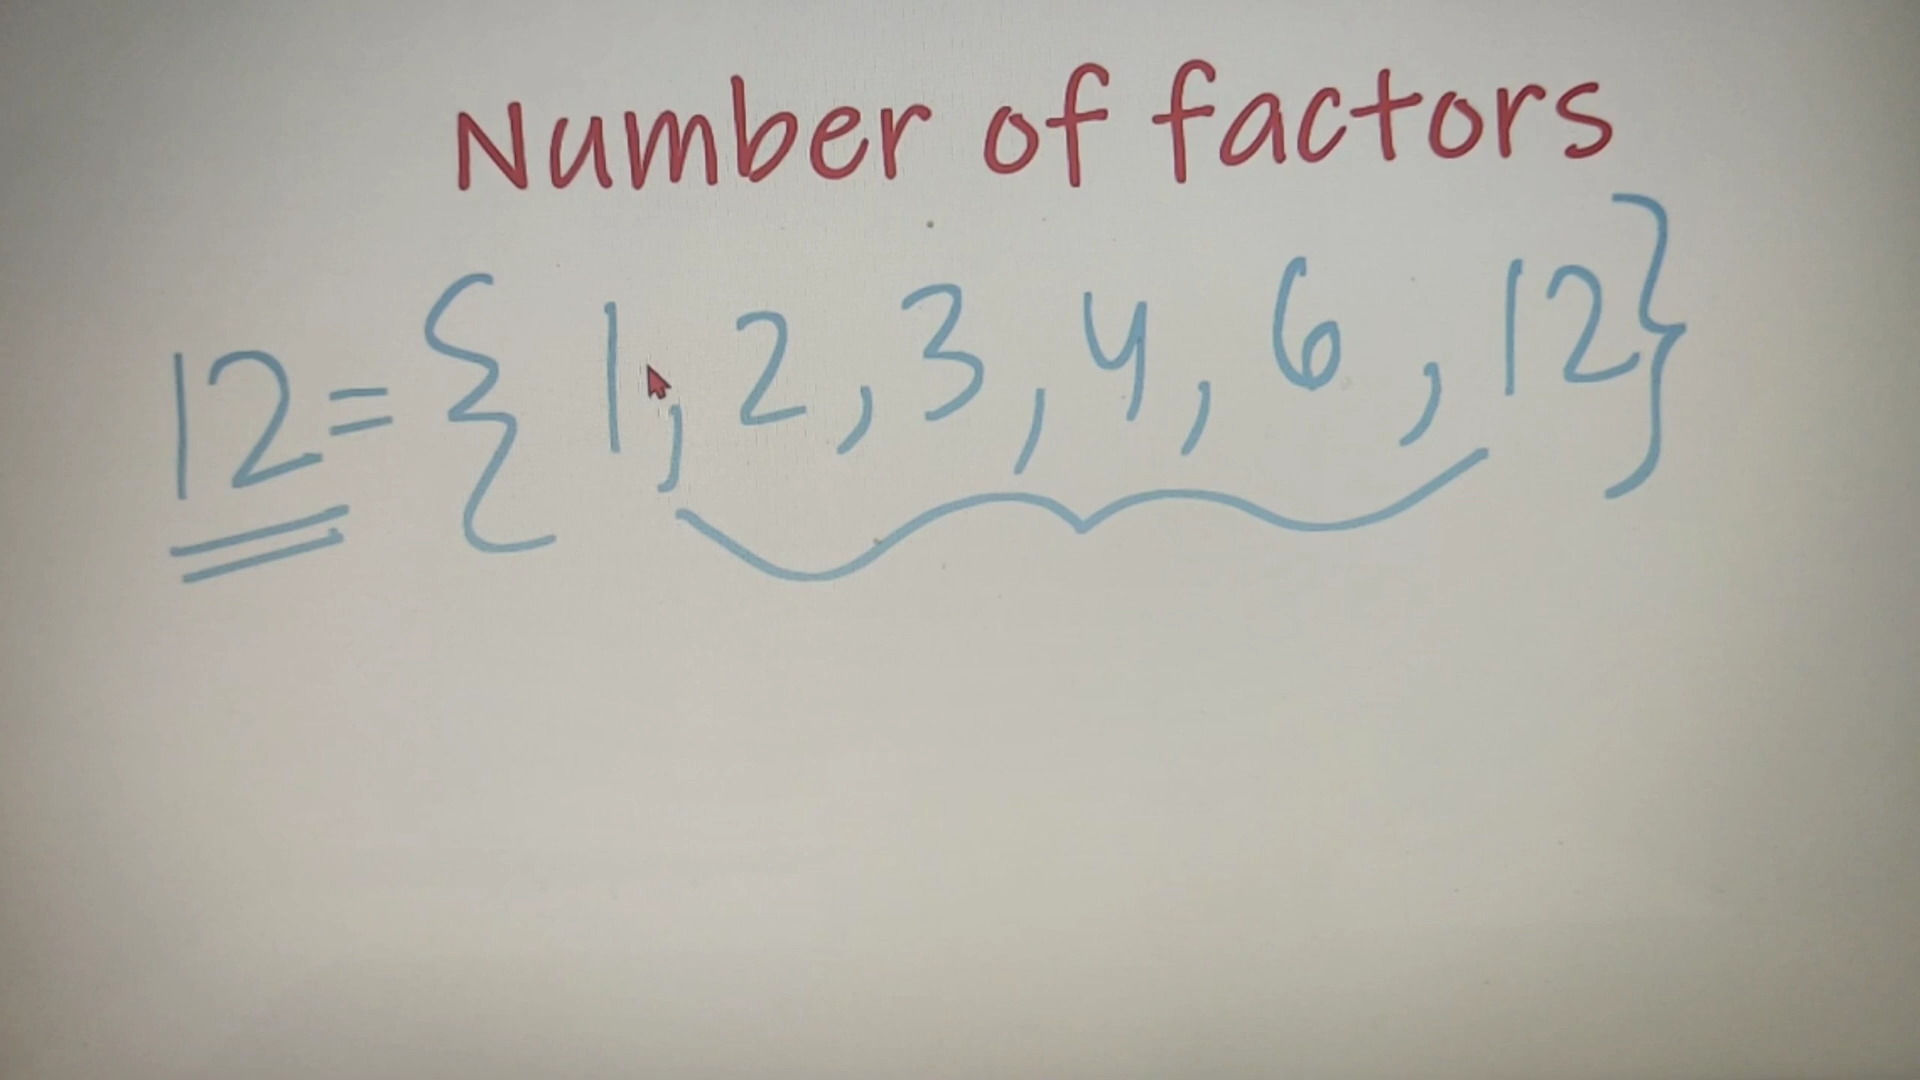 Number of factors
12 = { 1, 2, 3, 4, 6, 12 }